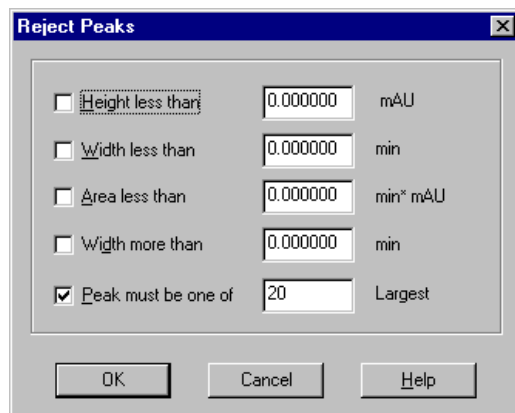 Reject Peaks
Height less than 0.000000 mAU
Width less than 0.000000 min
Area less than 0.000000 min* mAU
Width more than 0.000000 min
Peak must be one of 20 Largest
OK Cancel Help